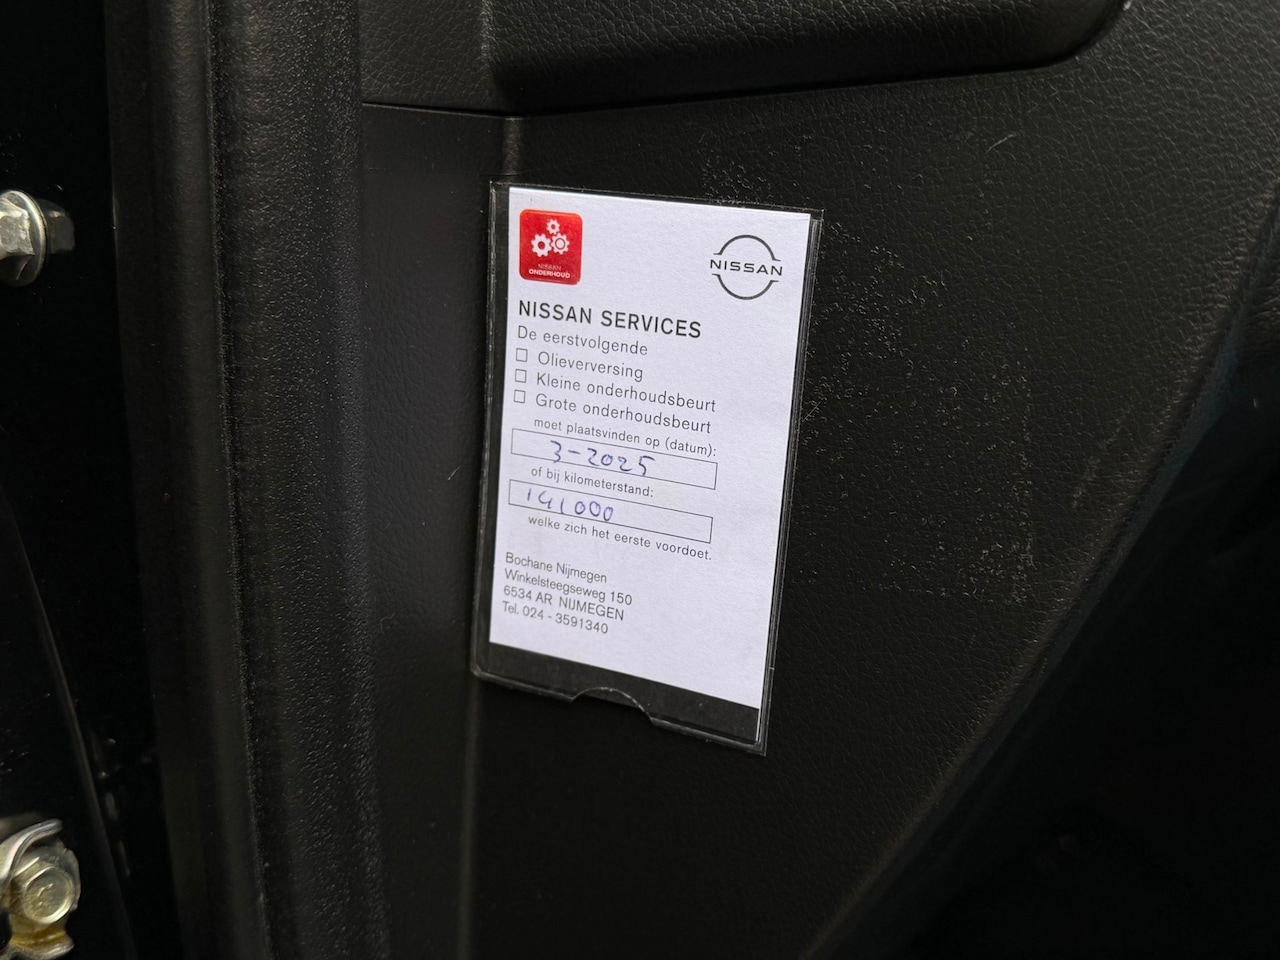 NISSAN
ONDERHOUD
NISSAN
NISSAN SERVICES
De eerstvolgende
Olieverversing
Kleine onderhoudsbeurt
Grote onderhoudsbeurt
moet plaatsvinden op (datum):
3-2025
of bij kilometerstand:
141000
welke zich het eerste voordoet.
Bochane Nijmegen
Winkelsteegseweg 150
6534 AR NIJMEGEN
Tel. 024 - 3591340